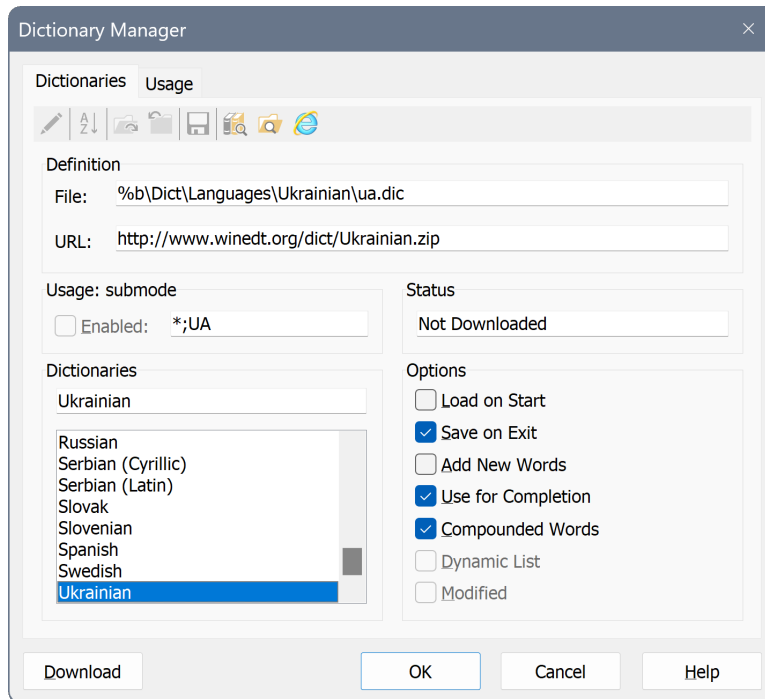 Dictionary Manager
Dictionaries Usage
Definition
File: %b\Dict\Languages\Ukrainian\ua.dic
URL: http://www.winedt.org/dict/Ukrainian.zip
Usage: submode
Enabled: *;UA
Status
Not Downloaded
Dictionaries
Ukrainian
Russian
Serbian (Cyrillic)
Serbian (Latin)
Slovak
Slovenian
Spanish
Swedish
Ukrainian
Options
Load on Start
Save on Exit
Add New Words
Use for Completion
Compounded Words
Dynamic List
Modified
Download OK Cancel Help